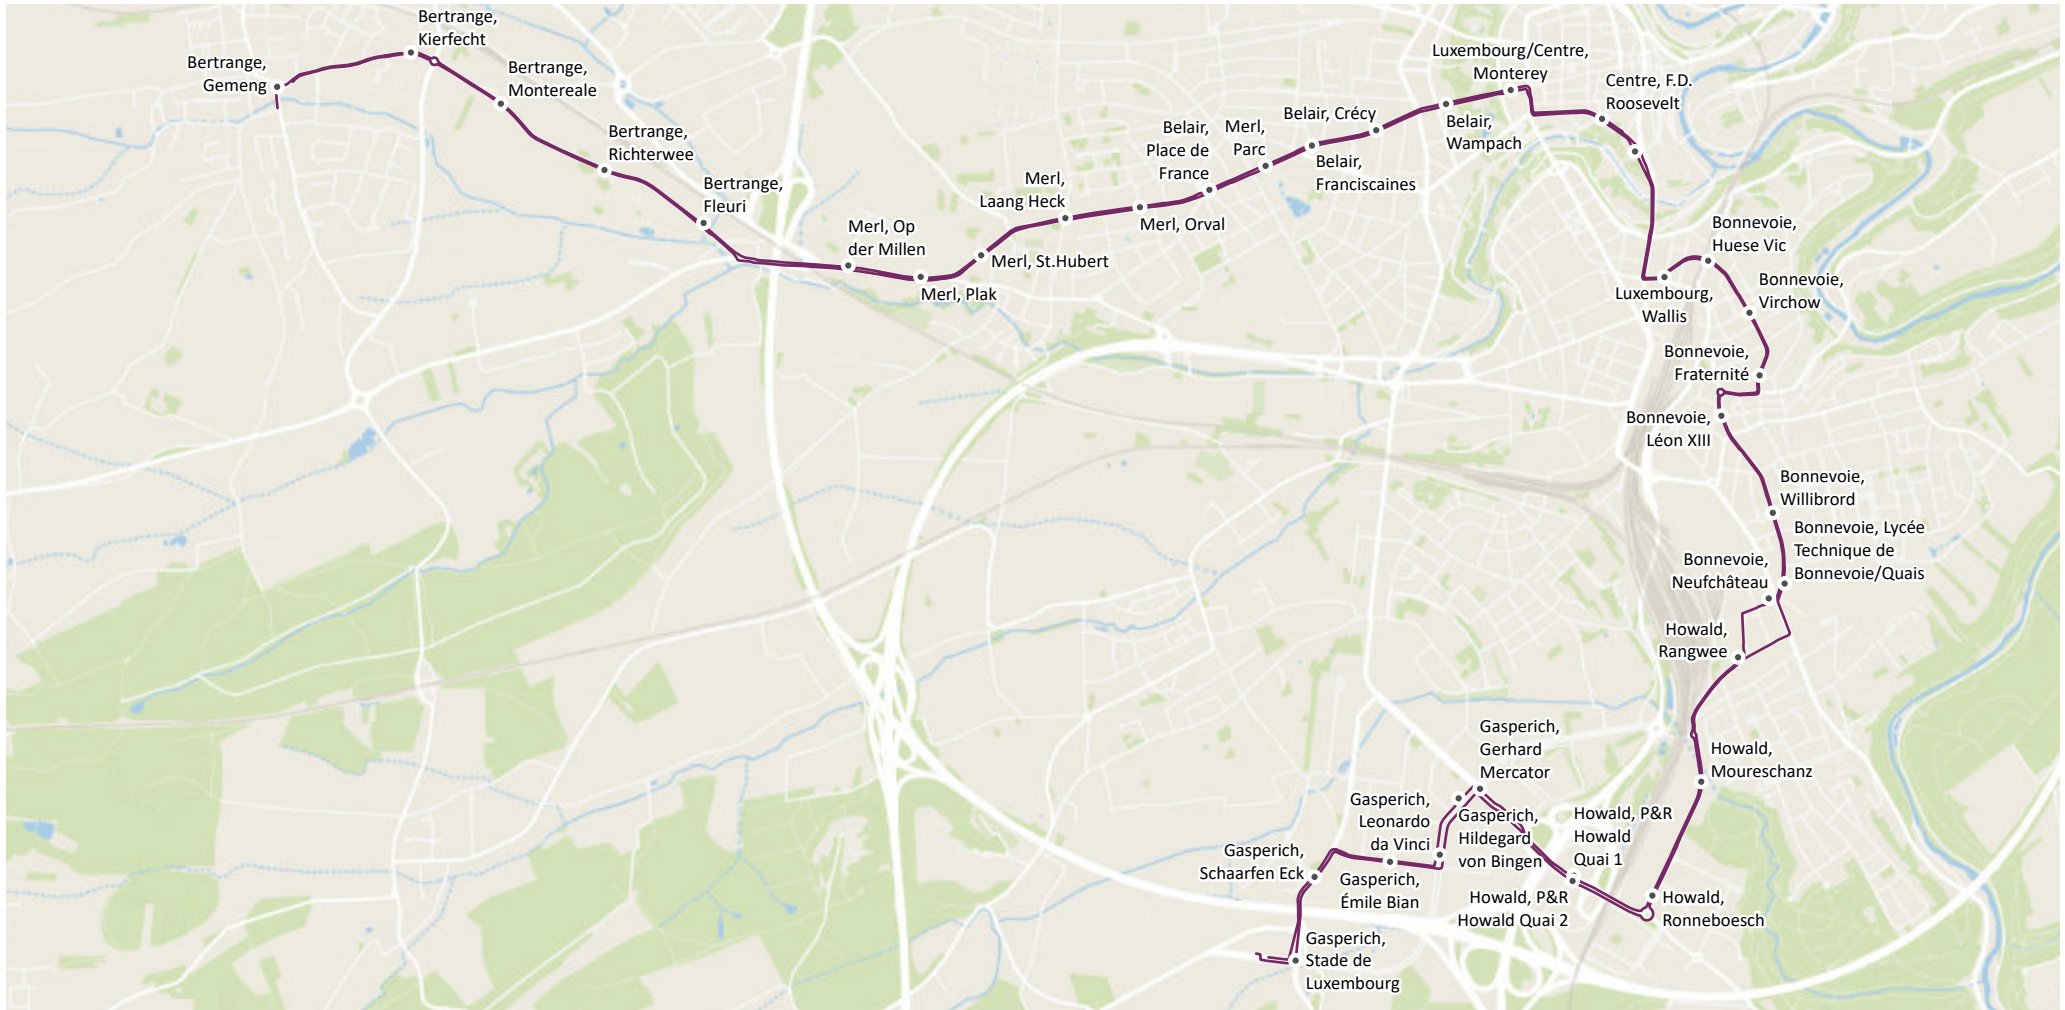 Bertrange,
Gemeng
Bertrange,
Kierfecht
Bertrange,
Montereale
Bertrange,
Richterwee
Bertrange,
Fleuri
Merl, Op
der Millen
Merl, Plak
Merl, St.Hubert
Merl,
Laang Heck
Merl, Orval
Belair,
Place de
France
Merl,
Parc
Belair,
Franciscaines
Belair, Crécy
Belair,
Wampach
Luxembourg/Centre,
Monterey
Centre, F.D.
Roosevelt
Luxembourg,
Wallis
Bonnevoie,
Huese Vic
Bonnevoie,
Virchow
Bonnevoie,
Fraternité
Bonnevoie,
Léon XIII
Bonnevoie,
Willibrord
Bonnevoie, Lycée
Technique de
Bonnevoie/Quais
Bonnevoie,
Neufchâteau
Howald,
Rangwee
Howald,
Moureschanz
Howald,
Ronneboesch
Howald, P&R
Howald
Quai 1
Howald, P&R
Howald Quai 2
Gasperich,
Gerhard
Mercator
Gasperich,
Hildegard
von Bingen
Gasperich,
Leonardo
da Vinci
Gasperich,
Émile Bian
Gasperich,
Schaarfen Eck
Gasperich,
Stade de
Luxembourg